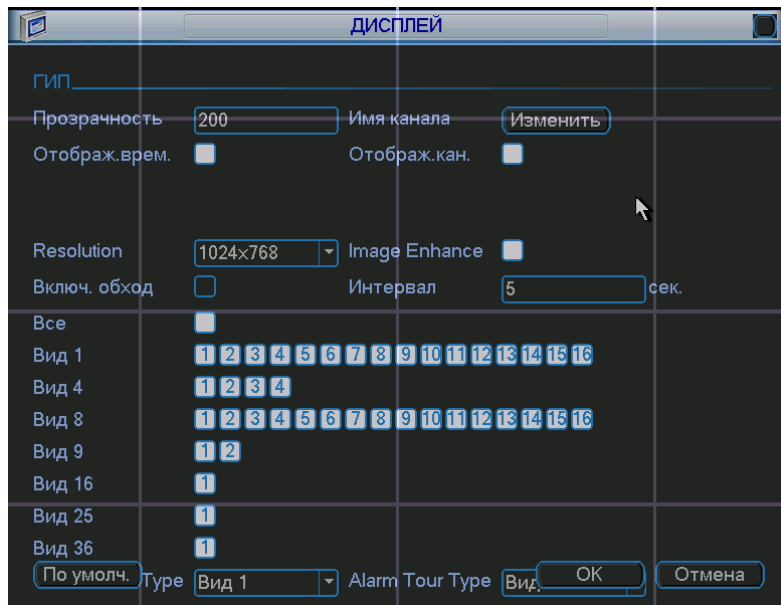 ДИСПЛЕЙ
ГИП
Прозрачность 200 Имя канала Изменить
Отображ.врем. Отображ.кан.
Resolution 1024×768 Image Enhance
Включ. обход Интервал 5 сек.
Все
Вид 1 1 2 3 4 5 6 7 8 9 10 11 12 13 14 15 16
Вид 4 1 2 3 4
Вид 8 1 2 3 4 5 6 7 8 9 10 11 12 13 14 15 16
Вид 9 1 2
Вид 16 1
Вид 25 1
Вид 36 1
По умолч. Type Вид 1 Alarm Tour Type Вид OK Отмена